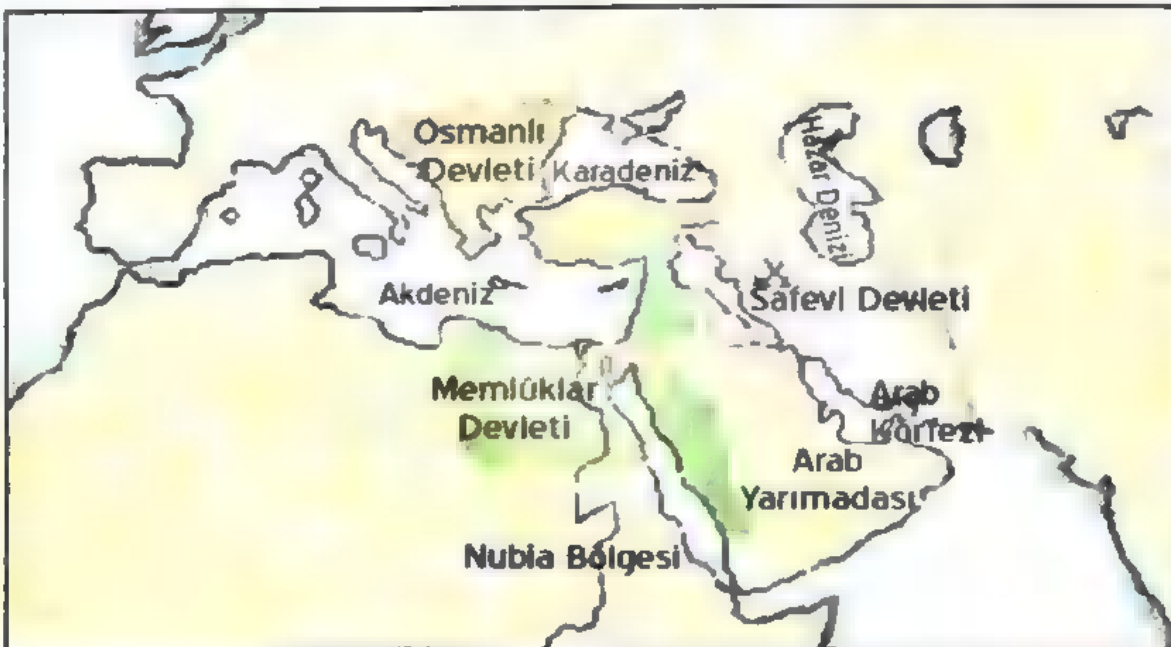 Osmanlı
Devleti
Karadeniz
Hazar Denizi
Akdeniz
Safevi Devleti
Memlûklar
Devleti
Arab
Körfezi
Arab
Yarımadası
Nubia Bölgesi